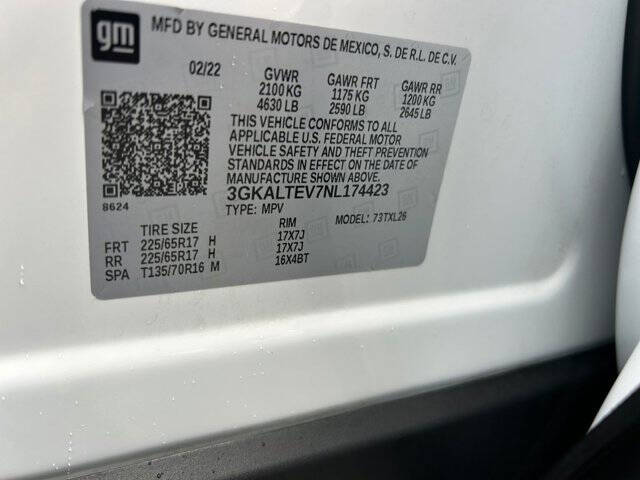 gm
MFD BY GENERAL MOTORS DE MEXICO, S. DE R.L. DE C.V.
02/22 GVWR GAWR FRT GAWR RR
2100 KG 1175 KG 1200 KG
4630 LB 2590 LB 2645 LB
THIS VEHICLE CONFORMS TO ALL
APPLICABLE U.S. FEDERAL MOTOR
VEHICLE SAFETY AND THEFT PREVENTION
STANDARDS IN EFFECT ON THE DATE OF
MANUFACTURE SHOWN ABOVE.
8624 3GKALTEV7NL174423
TYPE: MPV MODEL: 73TXL26
TIRE SIZE RIM
FRT 225/65R17 H 17X7J
RR 225/65R17 H 17X7J
SPA T135/70R16 M 16X4BT